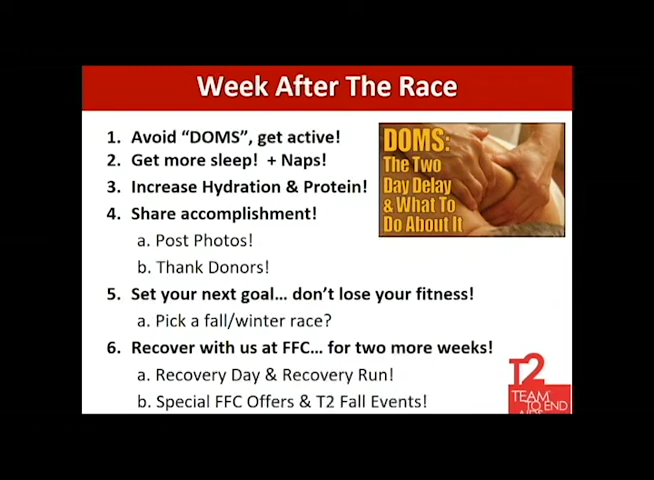 Week After The Race
1. Avoid “DOMS”, get active!
2. Get more sleep! + Naps!
3. Increase Hydration & Protein!
4. Share accomplishment!
a. Post Photos!
b. Thank Donors!
5. Set your next goal… don’t lose your fitness!
a. Pick a fall/winter race?
6. Recover with us at FFC… for two more weeks!
a. Recovery Day & Recovery Run!
b. Special FFC Offers & T2 Fall Events!
DOMS:
The Two
Day Delay
& What To
Do About It
T2
TEAM
TO END